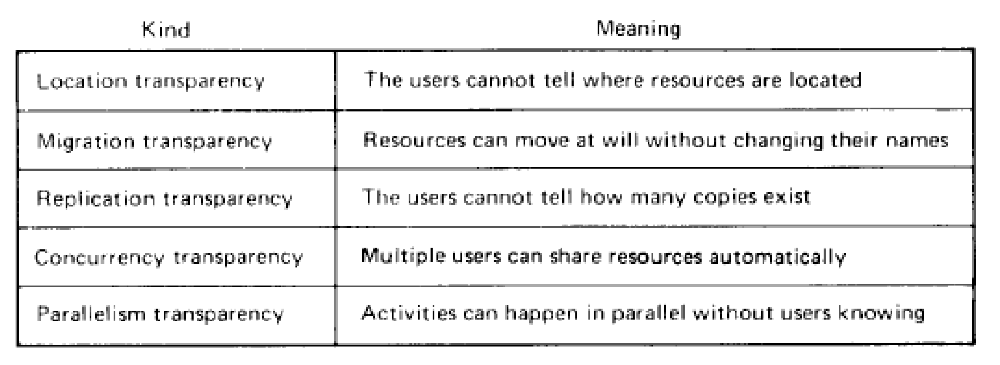 Kind Meaning
Location transparency The users cannot tell where resources are located
Migration transparency Resources can move at will without changing their names
Replication transparency The users cannot tell how many copies exist
Concurrency transparency Multiple users can share resources automatically
Parallelism transparency Activities can happen in parallel without users knowing